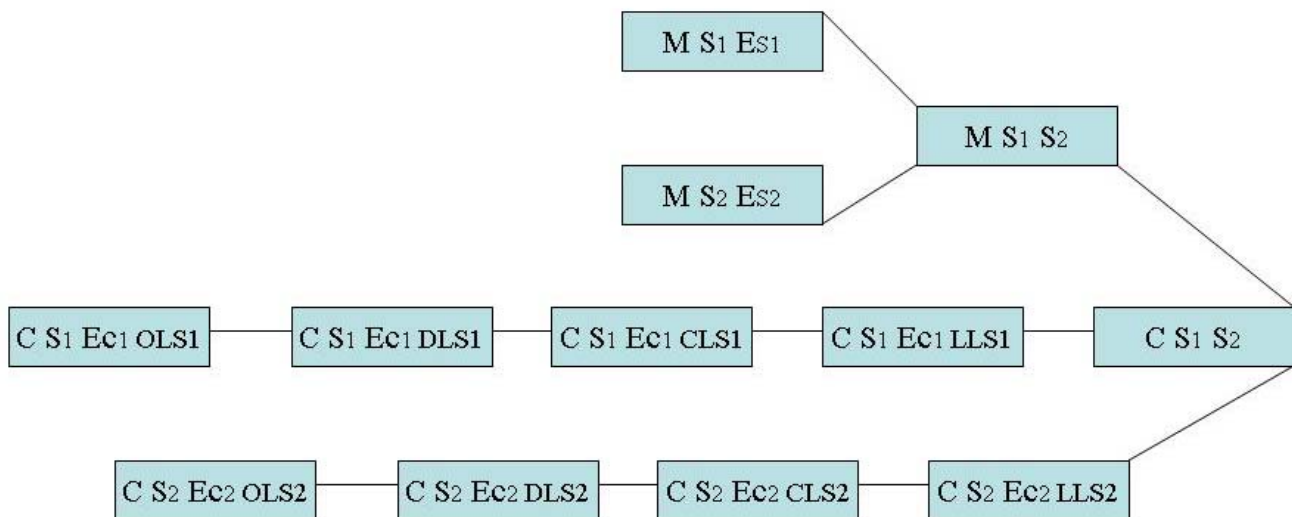 M S1 ES1
M S1 S2
M S2 ES2
C S1 EC1 OLS1
C S1 EC1 DLS1
C S1 EC1 CLS1
C S1 EC1 LLS1
C S1 S2
C S2 EC2 OLS2
C S2 EC2 DLS2
C S2 EC2 CLS2
C S2 EC2 LLS2